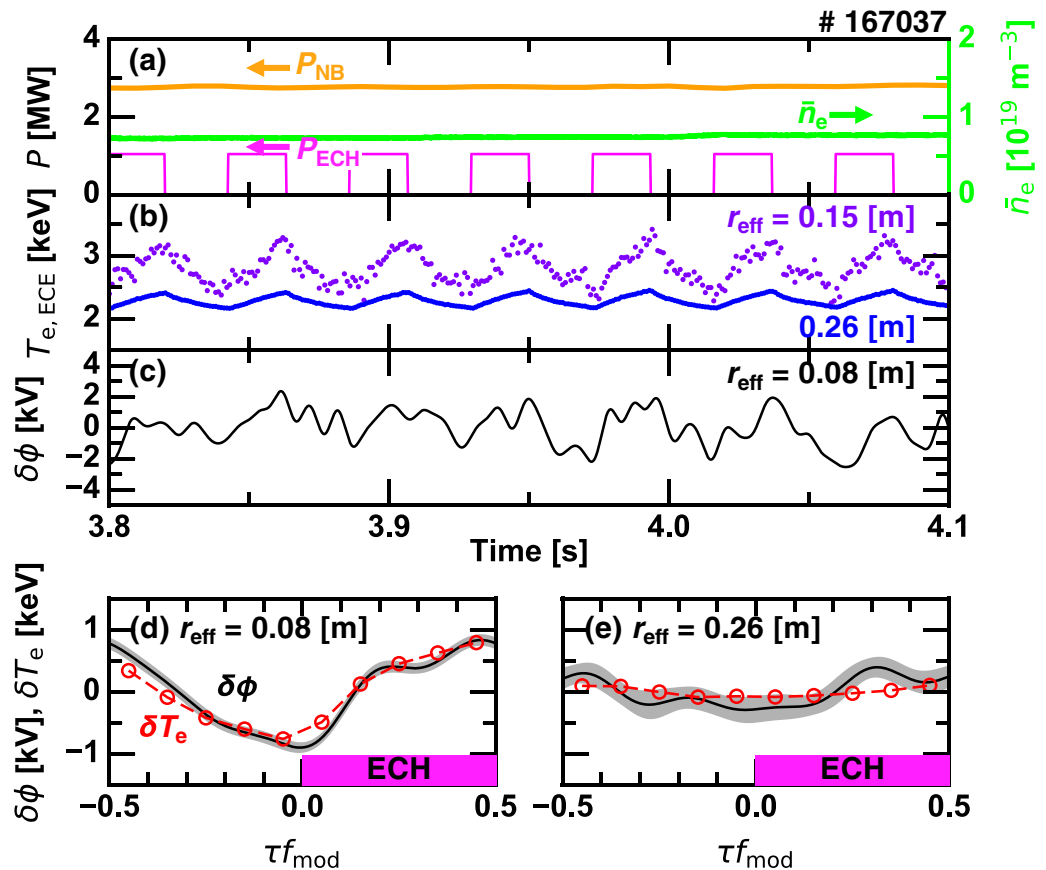 # 167037
(a)
P_NB
n̄_e
P_ECH
P [MW]
4
3
2
1
0
n̄_e [10^19 m^−3]
2
1
0
(b)
r_eff = 0.15 [m]
0.26 [m]
T_e, ECE [keV]
3
2
(c)
r_eff = 0.08 [m]
δϕ [kV]
4
2
0
−2
−4
3.8
3.9
4.0
4.1
Time [s]
δϕ [kV], δT_e [keV]
1
0
−1
(d) r_eff = 0.08 [m]
δϕ
δT_e
ECH
−0.5
0.0
0.5
τf_mod
(e) r_eff = 0.26 [m]
ECH
−0.5
0.0
0.5
τf_mod